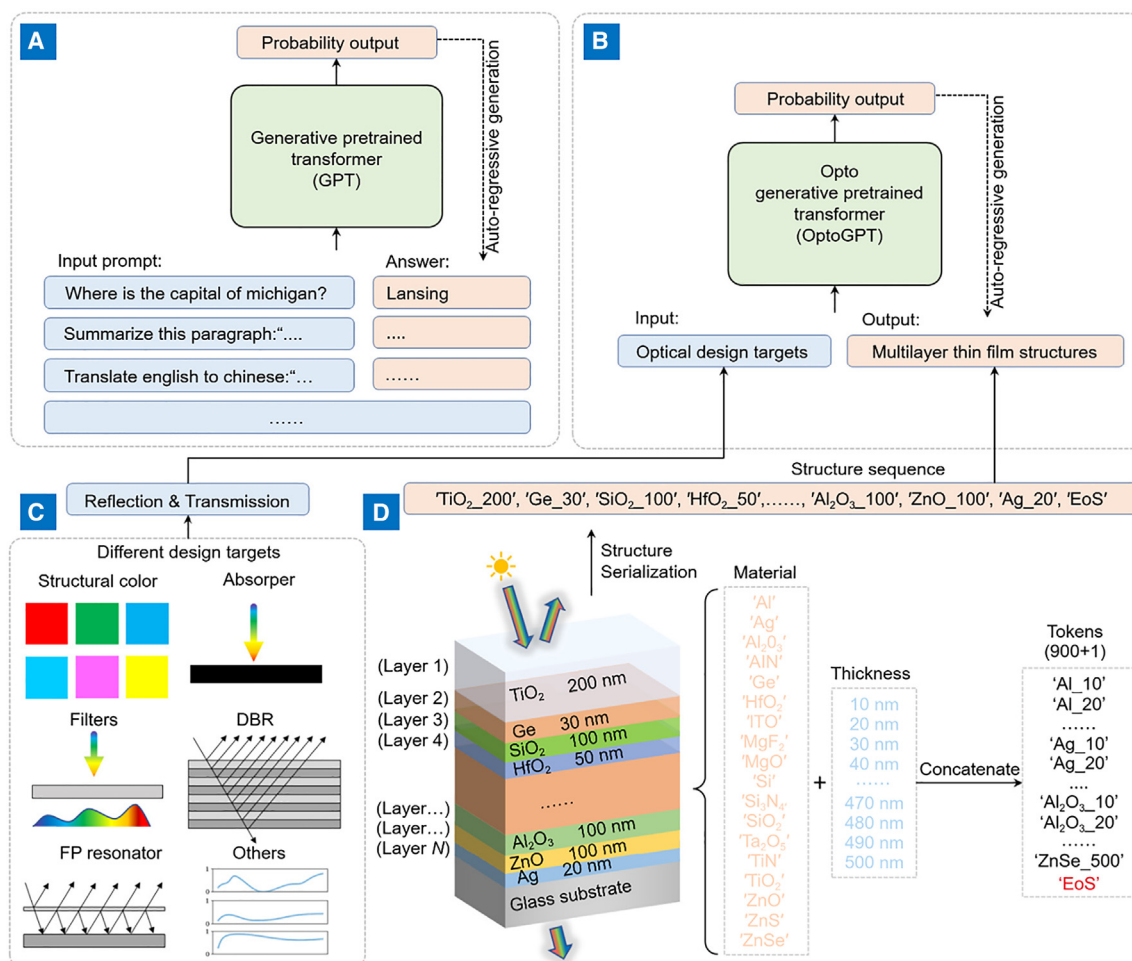 A
Probability output
Generative pretrained
transformer
(GPT)
Auto-regressive generation
Input prompt:
Answer:
Where is the capital of michigan?
Lansing
Summarize this paragraph:“....
....
Translate english to chinese:“...
......
......
B
Probability output
Opto
generative pretrained
transformer
(OptoGPT)
Auto-regressive generation
Input:
Output:
Optical design targets
Multilayer thin film structures
Reflection & Transmission
C
Different design targets
Structural color
Absorper
Filters
DBR
FP resonator
Others
1
0
1
0
1
0
Structure sequence
D
'TiO₂_200', 'Ge_30', 'SiO₂_100', 'HfO₂_50',……, 'Al₂O₃_100', 'ZnO_100', 'Ag_20', 'EoS'
Structure
Serialization
(Layer 1)
(Layer 2)
(Layer 3)
(Layer 4)
(Layer…)
(Layer…)
(Layer N)
TiO₂ 200 nm
Ge 30 nm
SiO₂ 100 nm
HfO₂ 50 nm
......
Al₂O₃ 100 nm
ZnO 100 nm
Ag 20 nm
Glass substrate
Material
'Al'
'Ag'
'Al₂0₃'
'AlN'
'Ge'
'HfO₂'
'ITO'
'MgF₂'
'MgO'
'Si'
'Si₃N₄'
'SiO₂'
'Ta₂O₅'
'TiN'
'TiO₂'
'ZnO'
'ZnS'
'ZnSe'
+
Thickness
10 nm
20 nm
30 nm
40 nm
......
470 nm
480 nm
490 nm
500 nm
Concatenate
Tokens
(900+1)
'Al_10'
'Al_20'
......
'Ag_10'
'Ag_20'
....
'Al₂O₃_10'
'Al₂O₃_20'
......
'ZnSe_500'
'EoS'